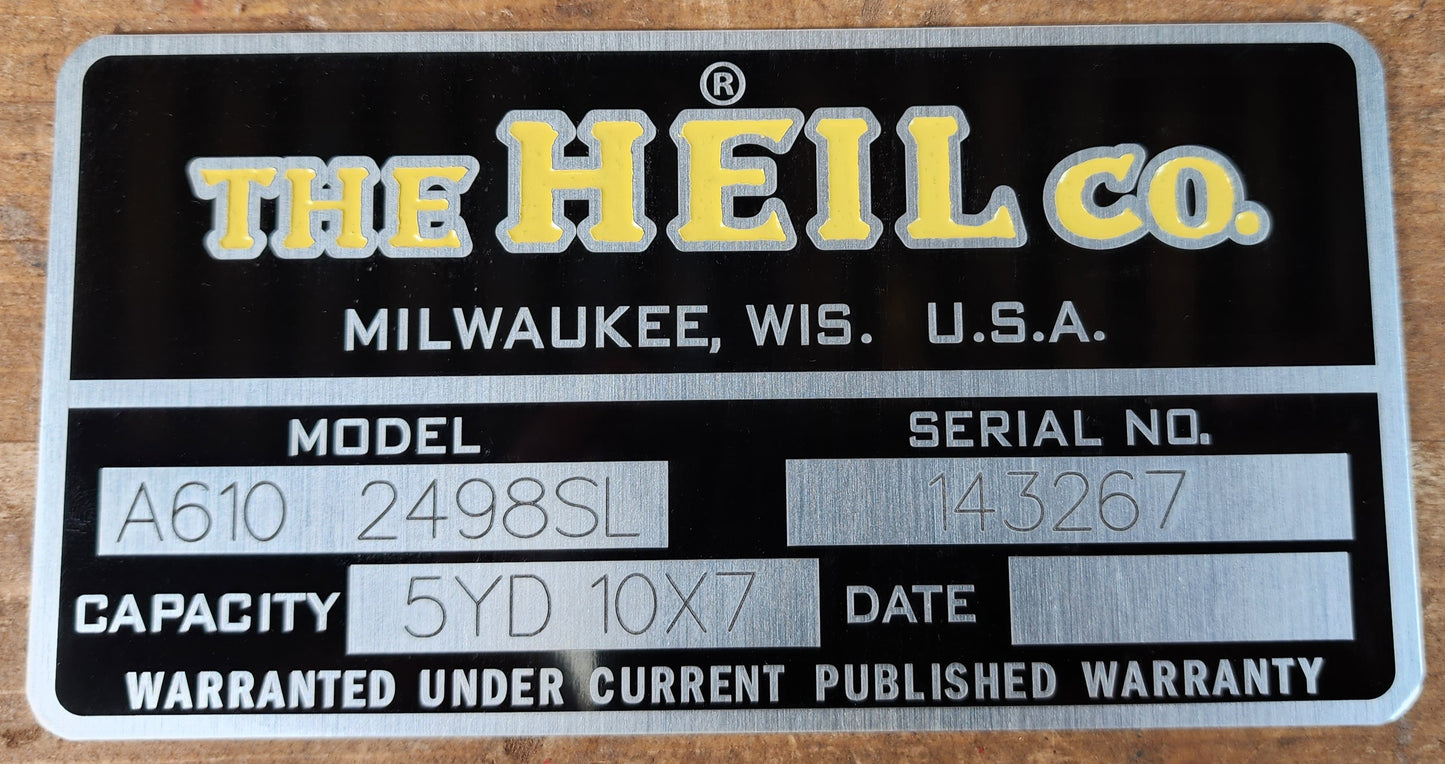 ®
THE HEIL CO.
MILWAUKEE, WIS. U.S.A.
MODEL SERIAL NO.
A610 2498SL 143267
CAPACITY 5YD 10X7 DATE
WARRANTED UNDER CURRENT PUBLISHED WARRANTY